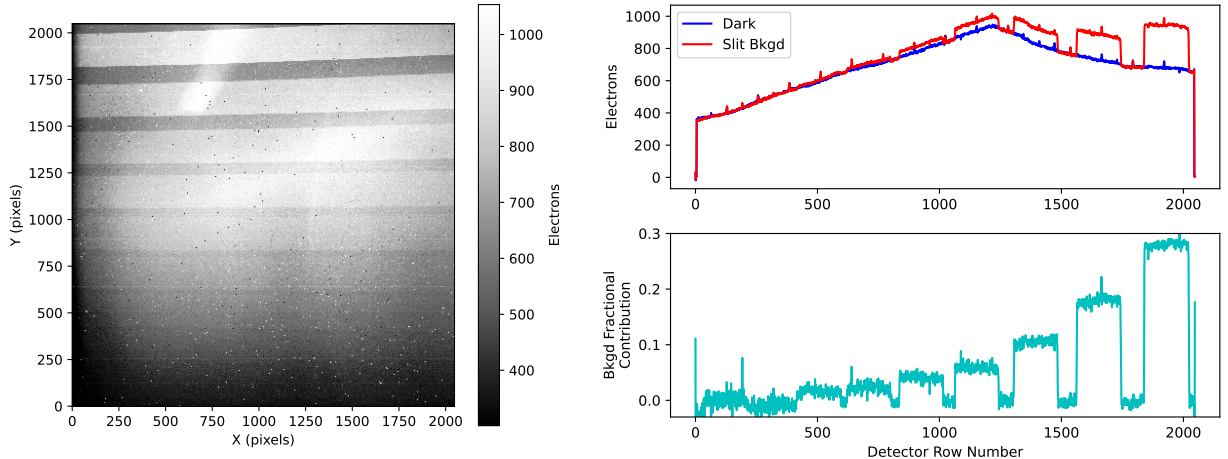 2000
1750
1500
1250
1000
750
500
250
0
0 250 500 750 1000 1250 1500 1750 2000
X (pixels)
Y (pixels)
1000
900
800
700
600
500
400
Electrons
1000
800
600
400
200
0
Electrons
Dark
Slit Bkgd
0 500 1000 1500 2000
0.3
0.2
0.1
0.0
Bkgd Fractional
Contribution
0 500 1000 1500 2000
Detector Row Number